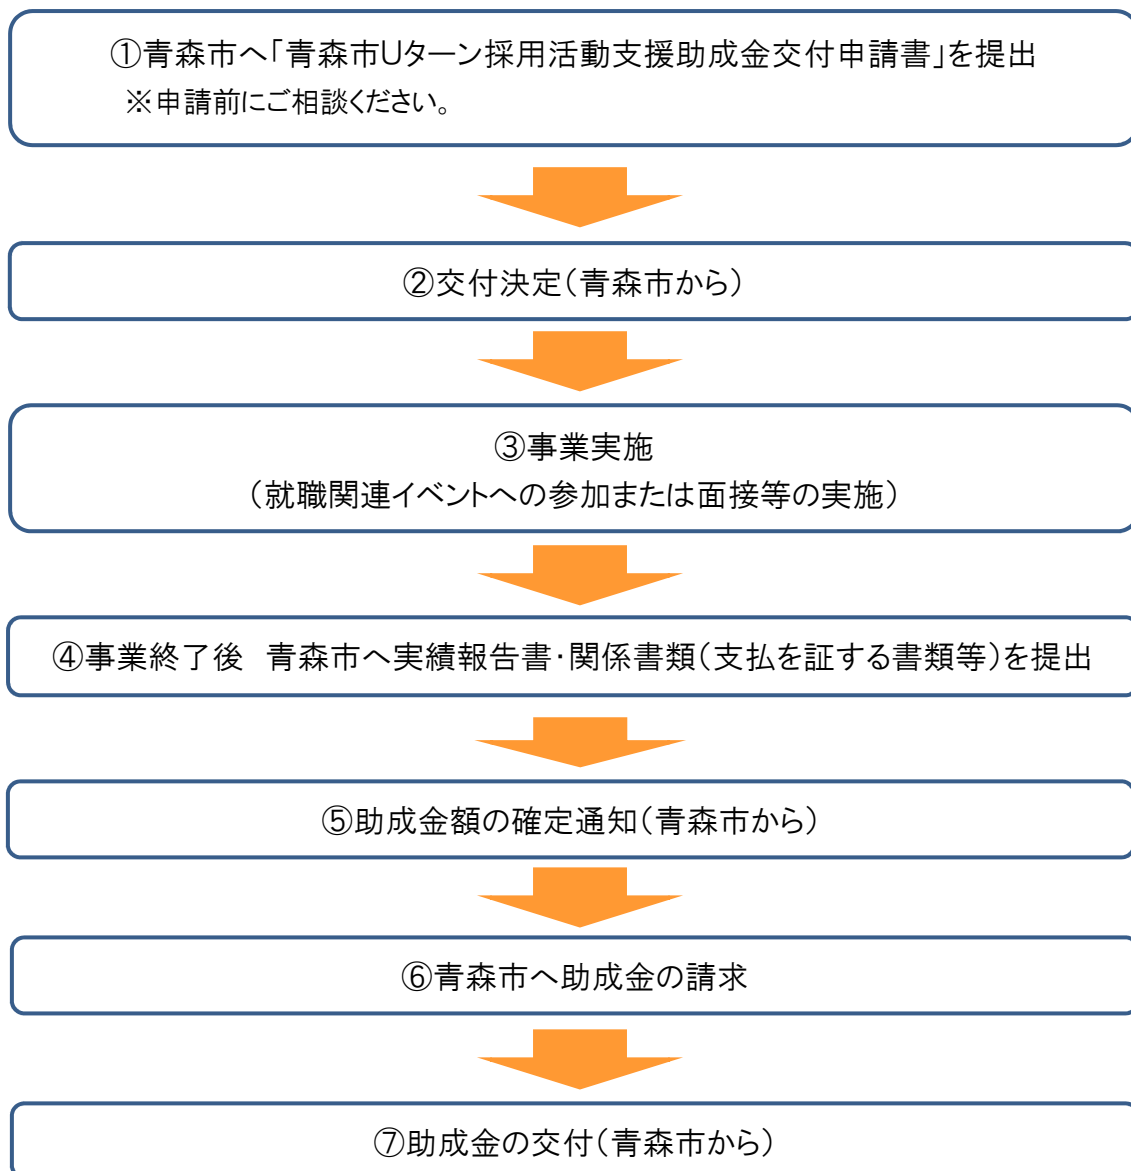 ①青森市へ「青森市Uターン採用活動支援助成金交付申請書」を提出
※申請前にご相談ください。
②交付決定(青森市から)
③事業実施
(就職関連イベントへの参加または面接等の実施)
④事業終了後　青森市へ実績報告書・関係書類(支払を証する書類等)を提出
⑤助成金額の確定通知(青森市から)
⑥青森市へ助成金の請求
⑦助成金の交付(青森市から)